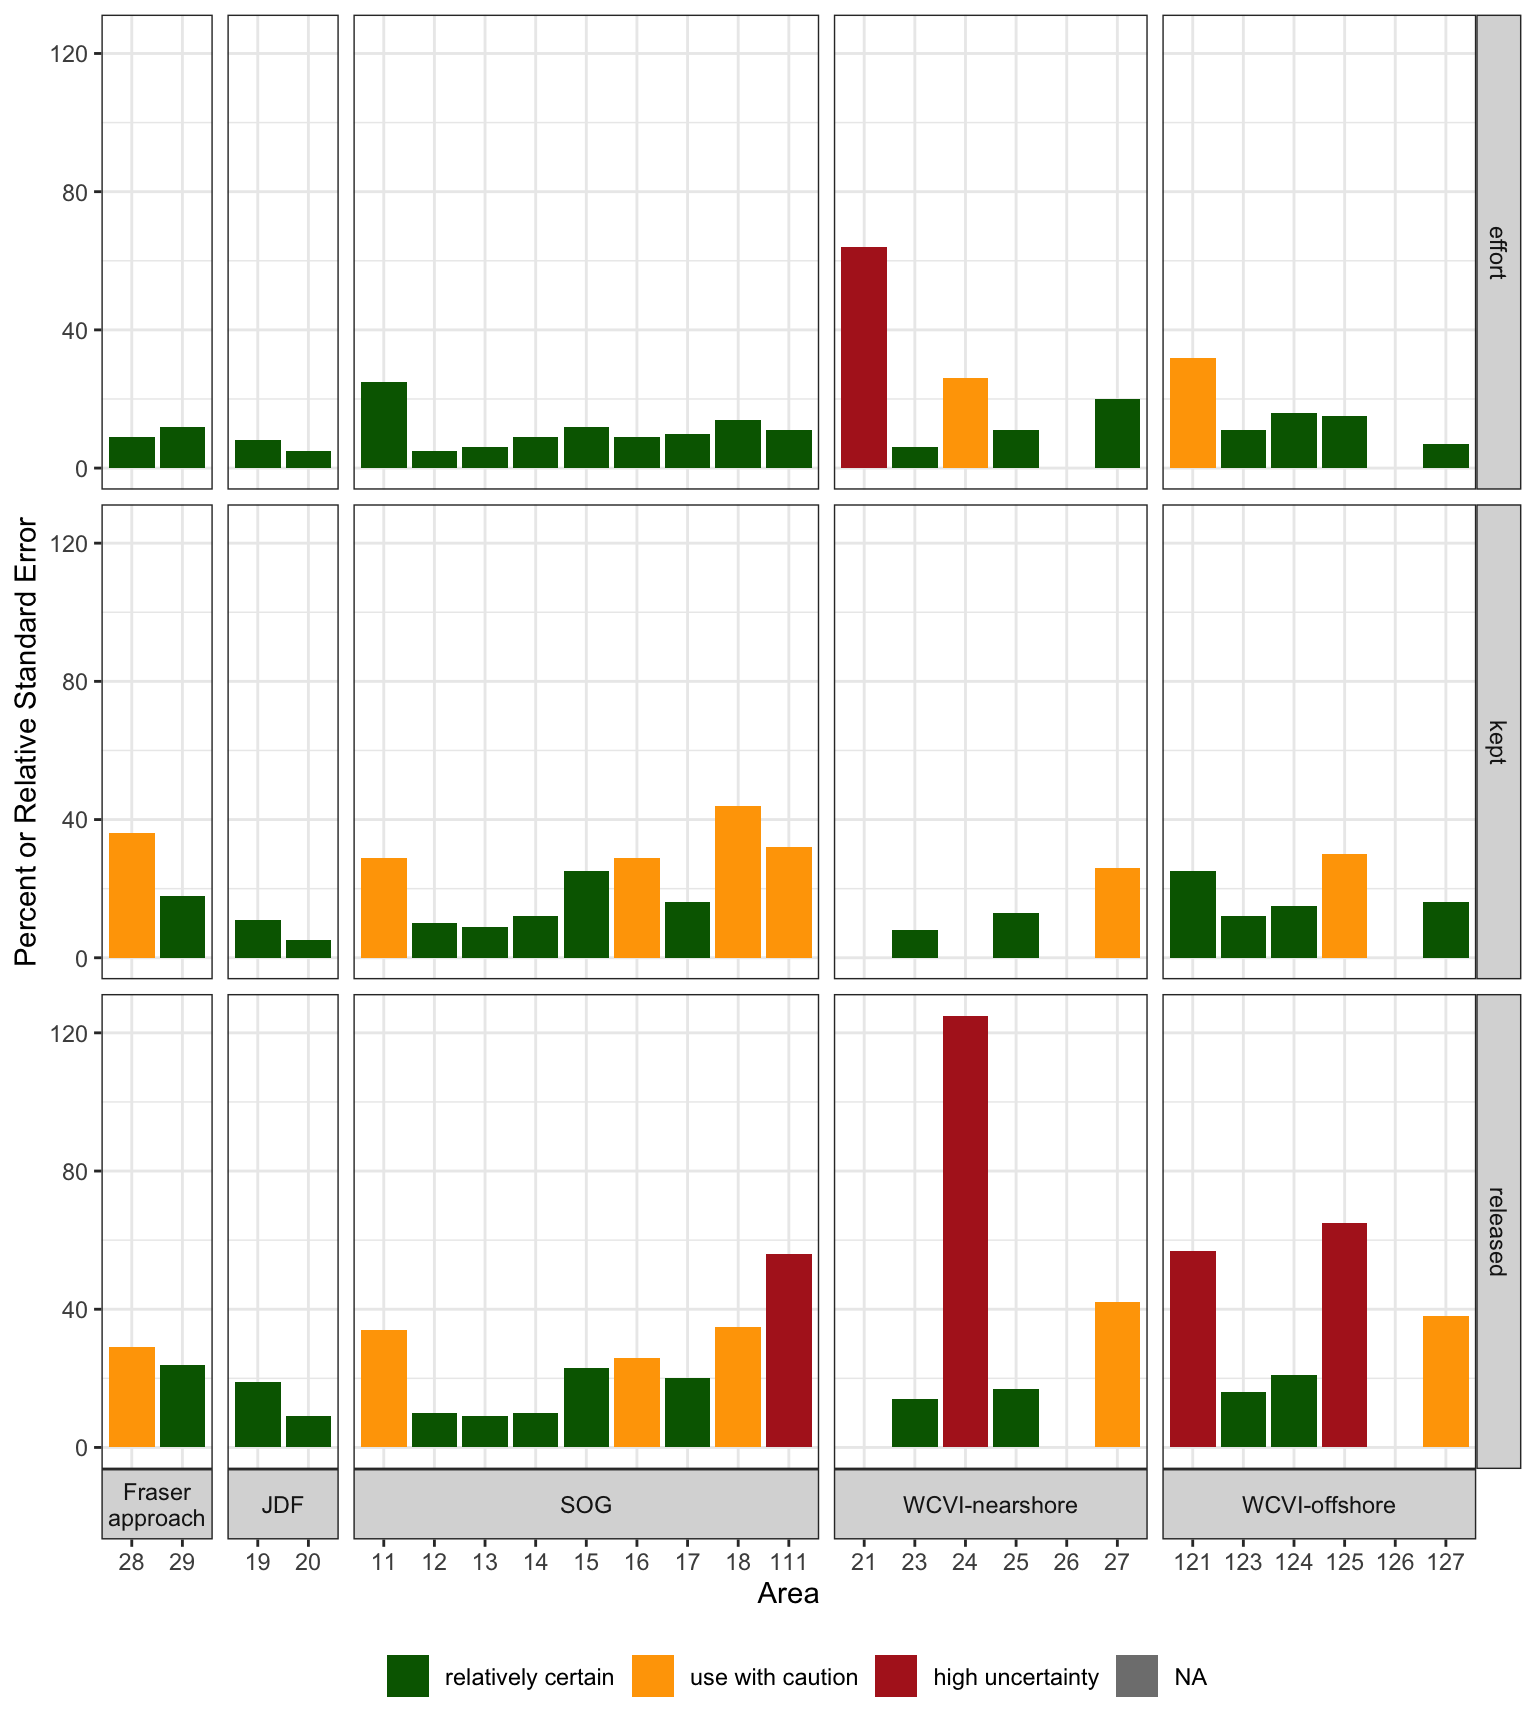 120
80
40
0
effort
Percent or Relative Standard Error
120
80
40
0
kept
120
80
40
0
released
Fraser
approach
JDF
SOG
WCVI-nearshore
WCVI-offshore
28 29 19 20 11 12 13 14 15 16 17 18 111 21 23 24 25 26 27 121 123 124 125 126 127
Area
relatively certain use with caution high uncertainty NA